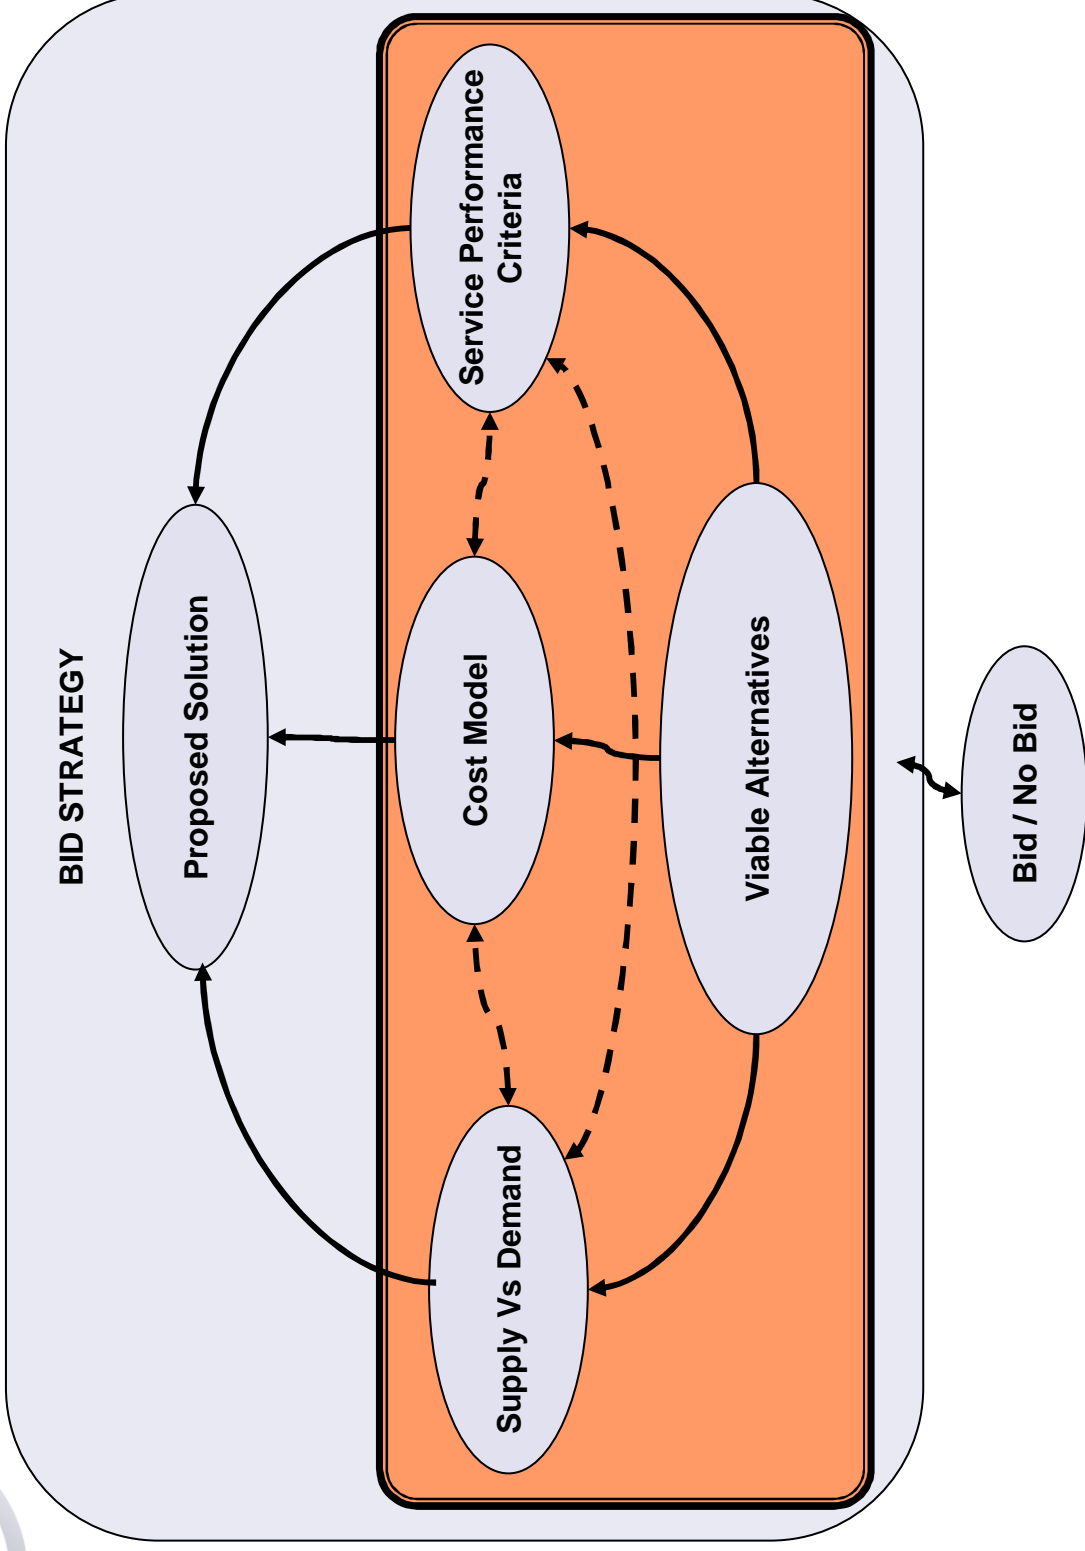 BID STRATEGY
Proposed Solution
Supply Vs Demand
Cost Model
Service Performance
Criteria
Viable Alternatives
Bid / No Bid